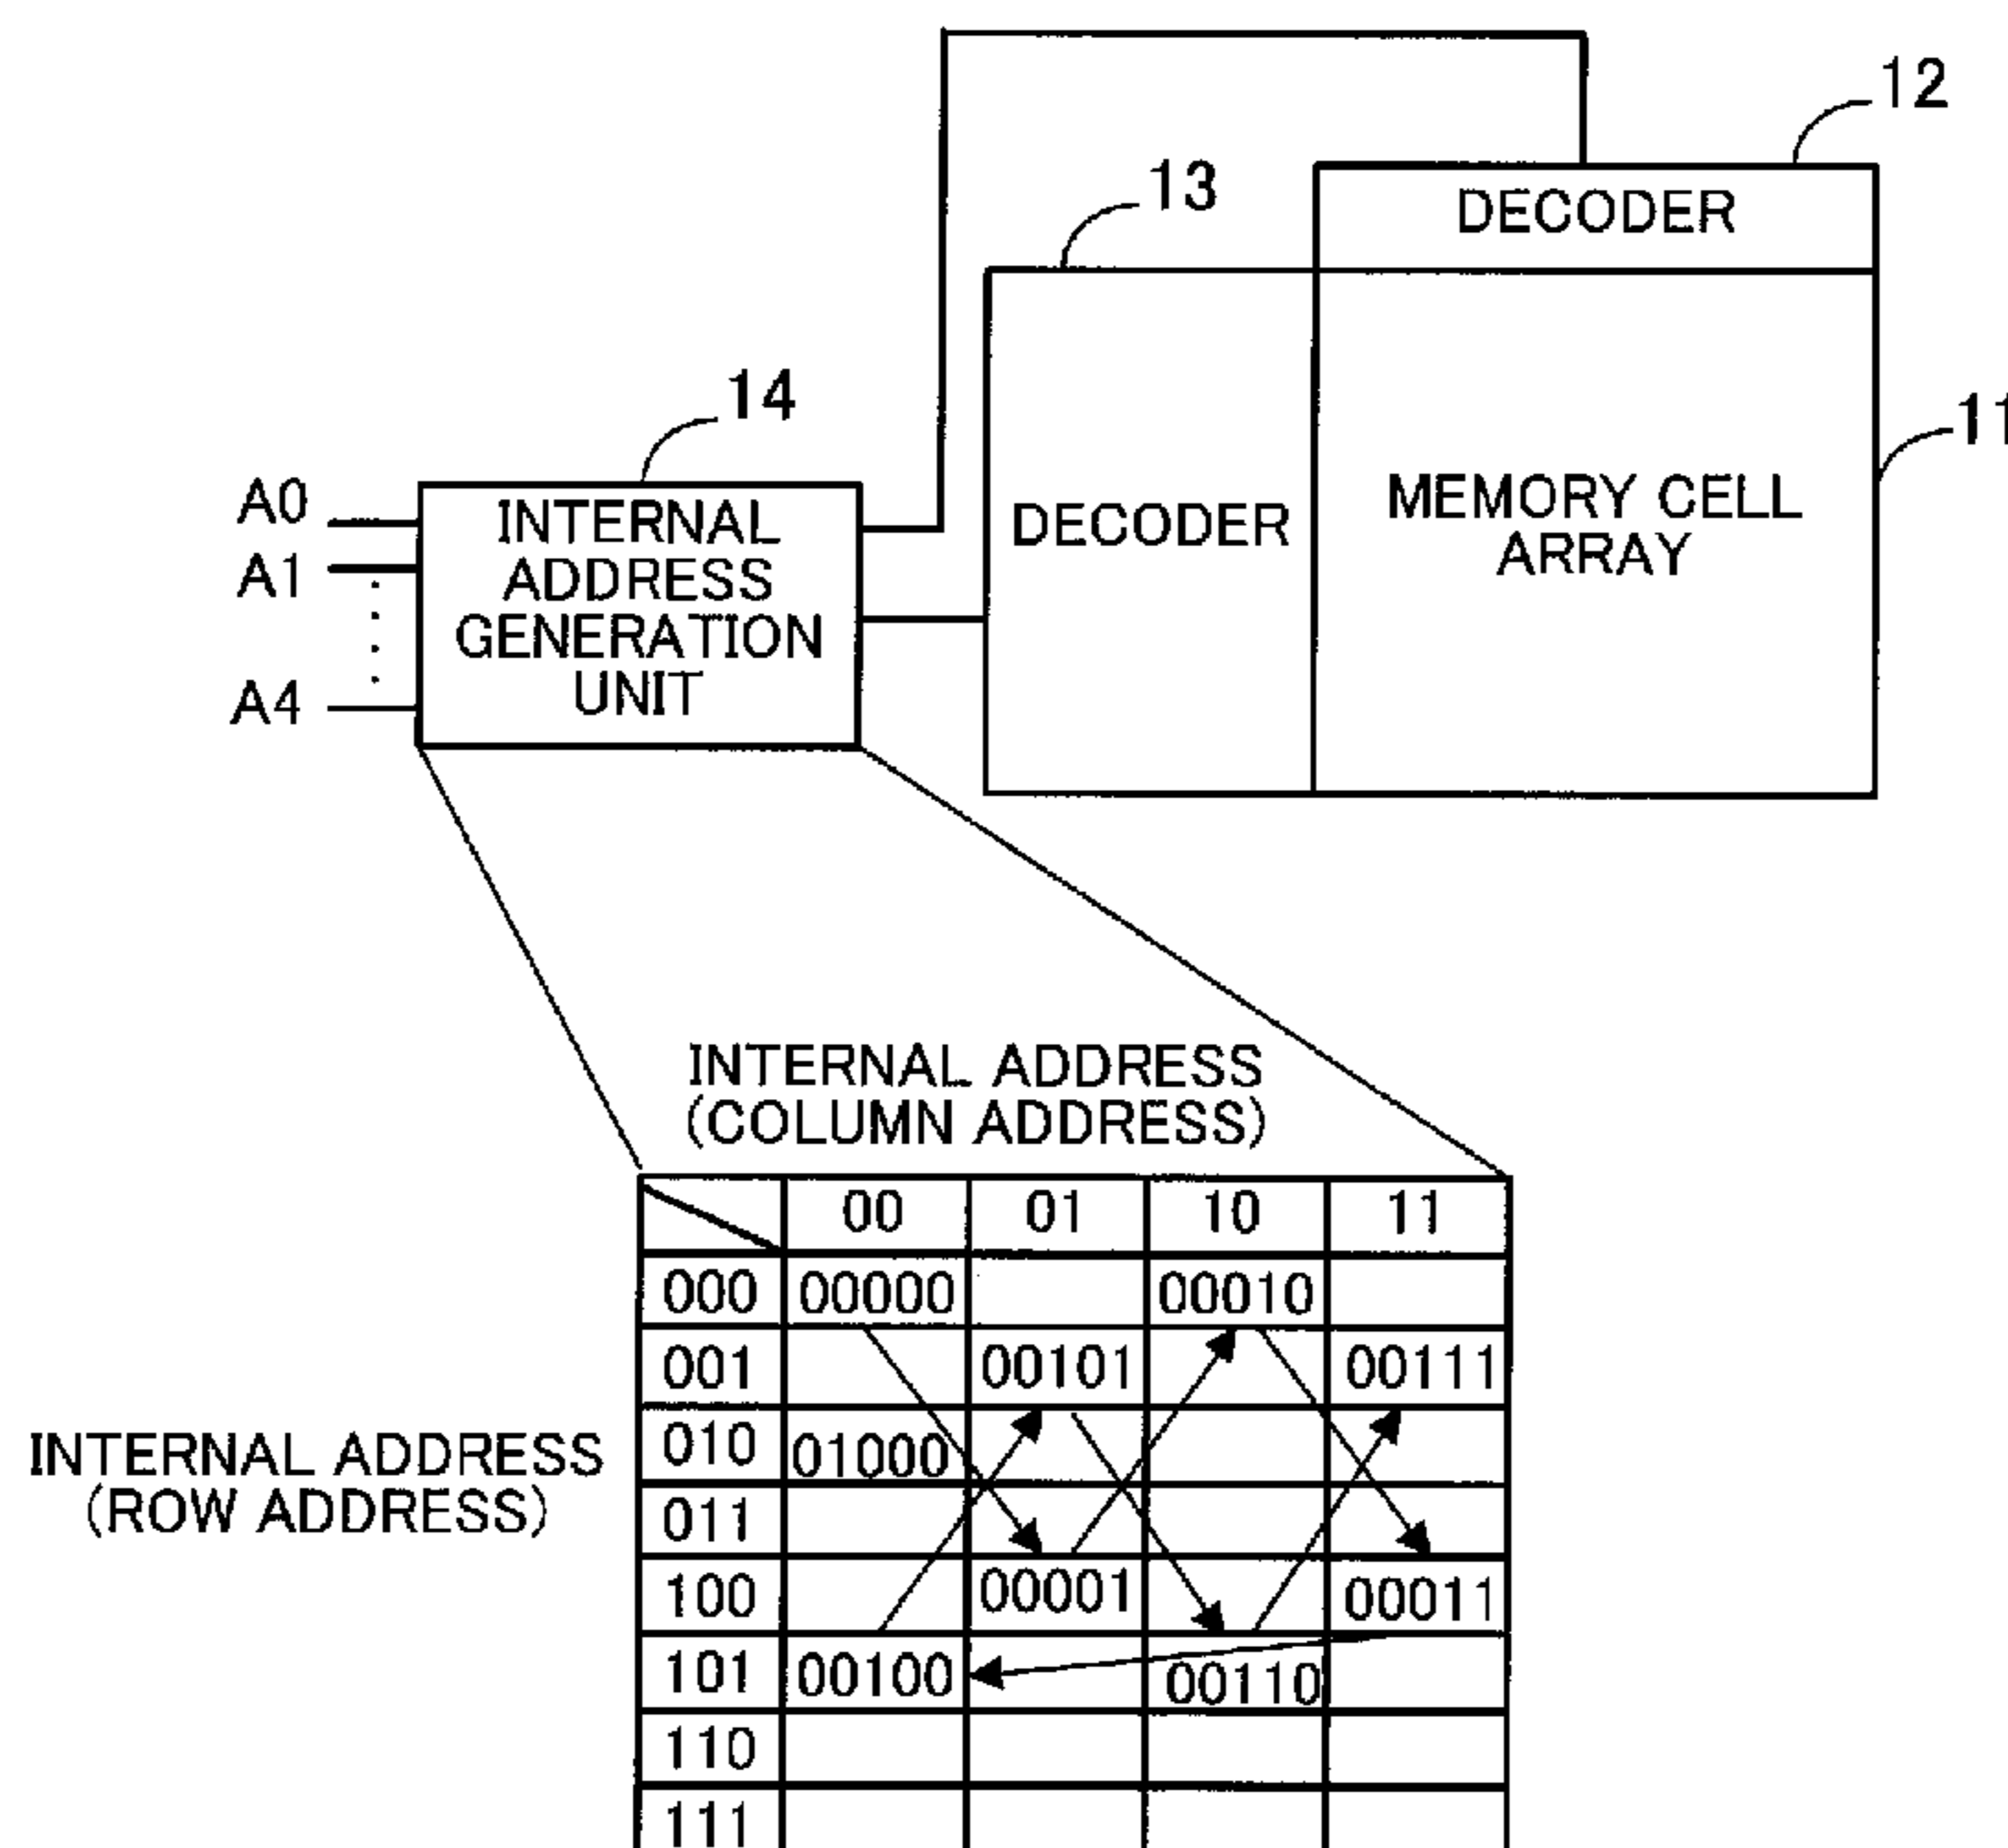 12
13
DECODER
14
11
A0
INTERNAL
ADDRESS
GENERATION
UNIT
A1
A4
DECODER
MEMORY CELL
ARRAY
INTERNAL ADDRESS
(COLUMN ADDRESS)
00 01 10 11
000 00000 00010
001 00101 00111
INTERNAL ADDRESS
(ROW ADDRESS)
010 01000
011
100 00001 00011
101 00100 00110
110
111